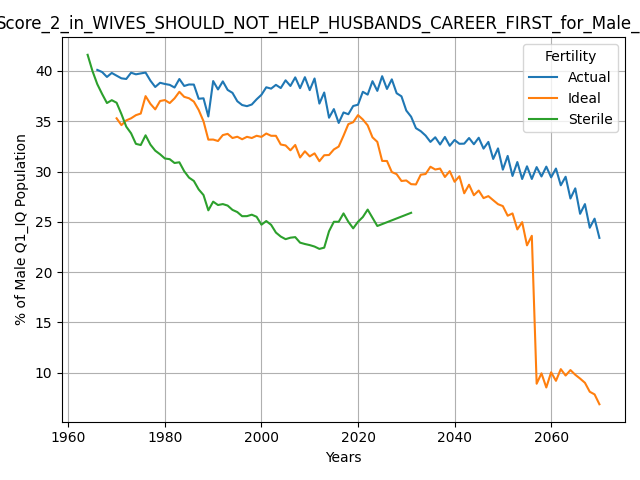 Score_2_in_WIVES_SHOULD_NOT_HELP_HUSBANDS_CAREER_FIRST_for_Male_
Fertility
Actual
Ideal
Sterile
% of Male Q1_IQ Population
40
35
30
25
20
15
10
1960
1980
2000
2020
2040
2060
Years